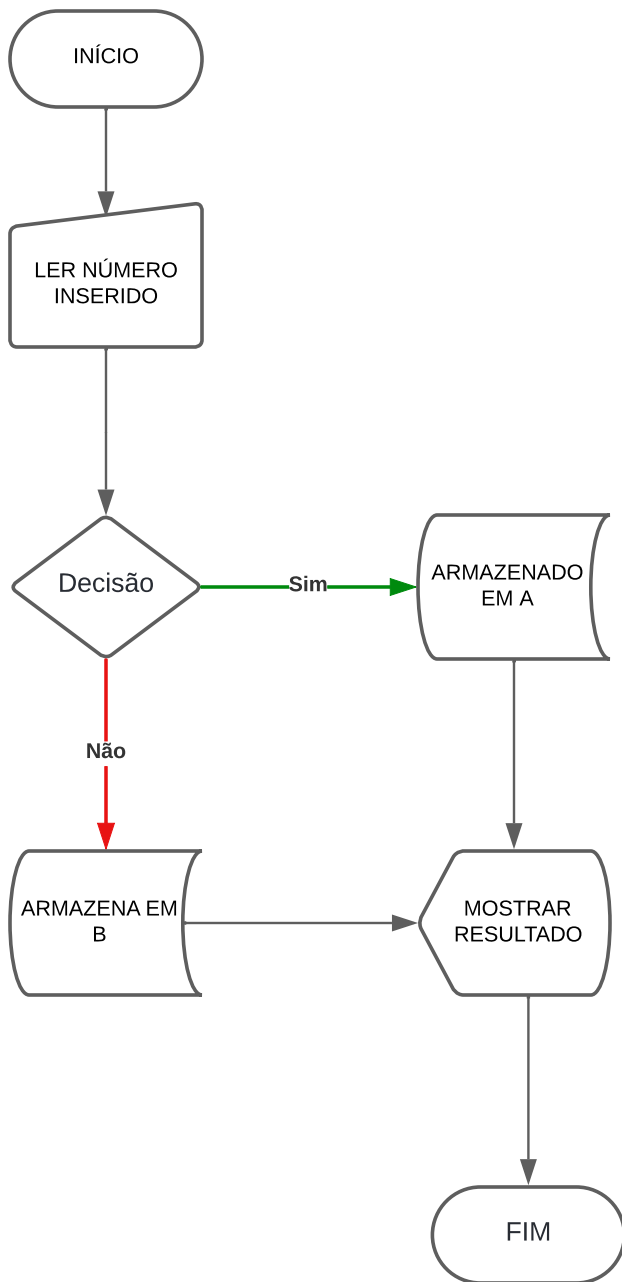 INÍCIO
LER NÚMERO
INSERIDO
Decisão
Sim
ARMAZENADO
EM A
Não
ARMAZENA EM
B
MOSTRAR
RESULTADO
FIM